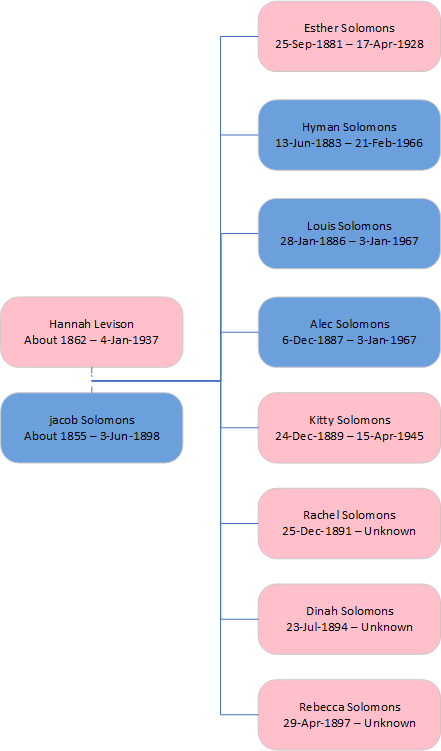 Esther Solomons
25-Sep-1881 – 17-Apr-1928
Hyman Solomons
13-Jun-1883 – 21-Feb-1966
Louis Solomons
28-Jan-1886 – 3-Jan-1967
Hannah Levison
About 1862 – 4-Jan-1937
Alec Solomons
6-Dec-1887 – 3-Jan-1967
jacob Solomons
About 1855 – 3-Jun-1898
Kitty Solomons
24-Dec-1889 – 15-Apr-1945
Rachel Solomons
25-Dec-1891 – Unknown
Dinah Solomons
23-Jul-1894 – Unknown
Rebecca Solomons
29-Apr-1897 – Unknown